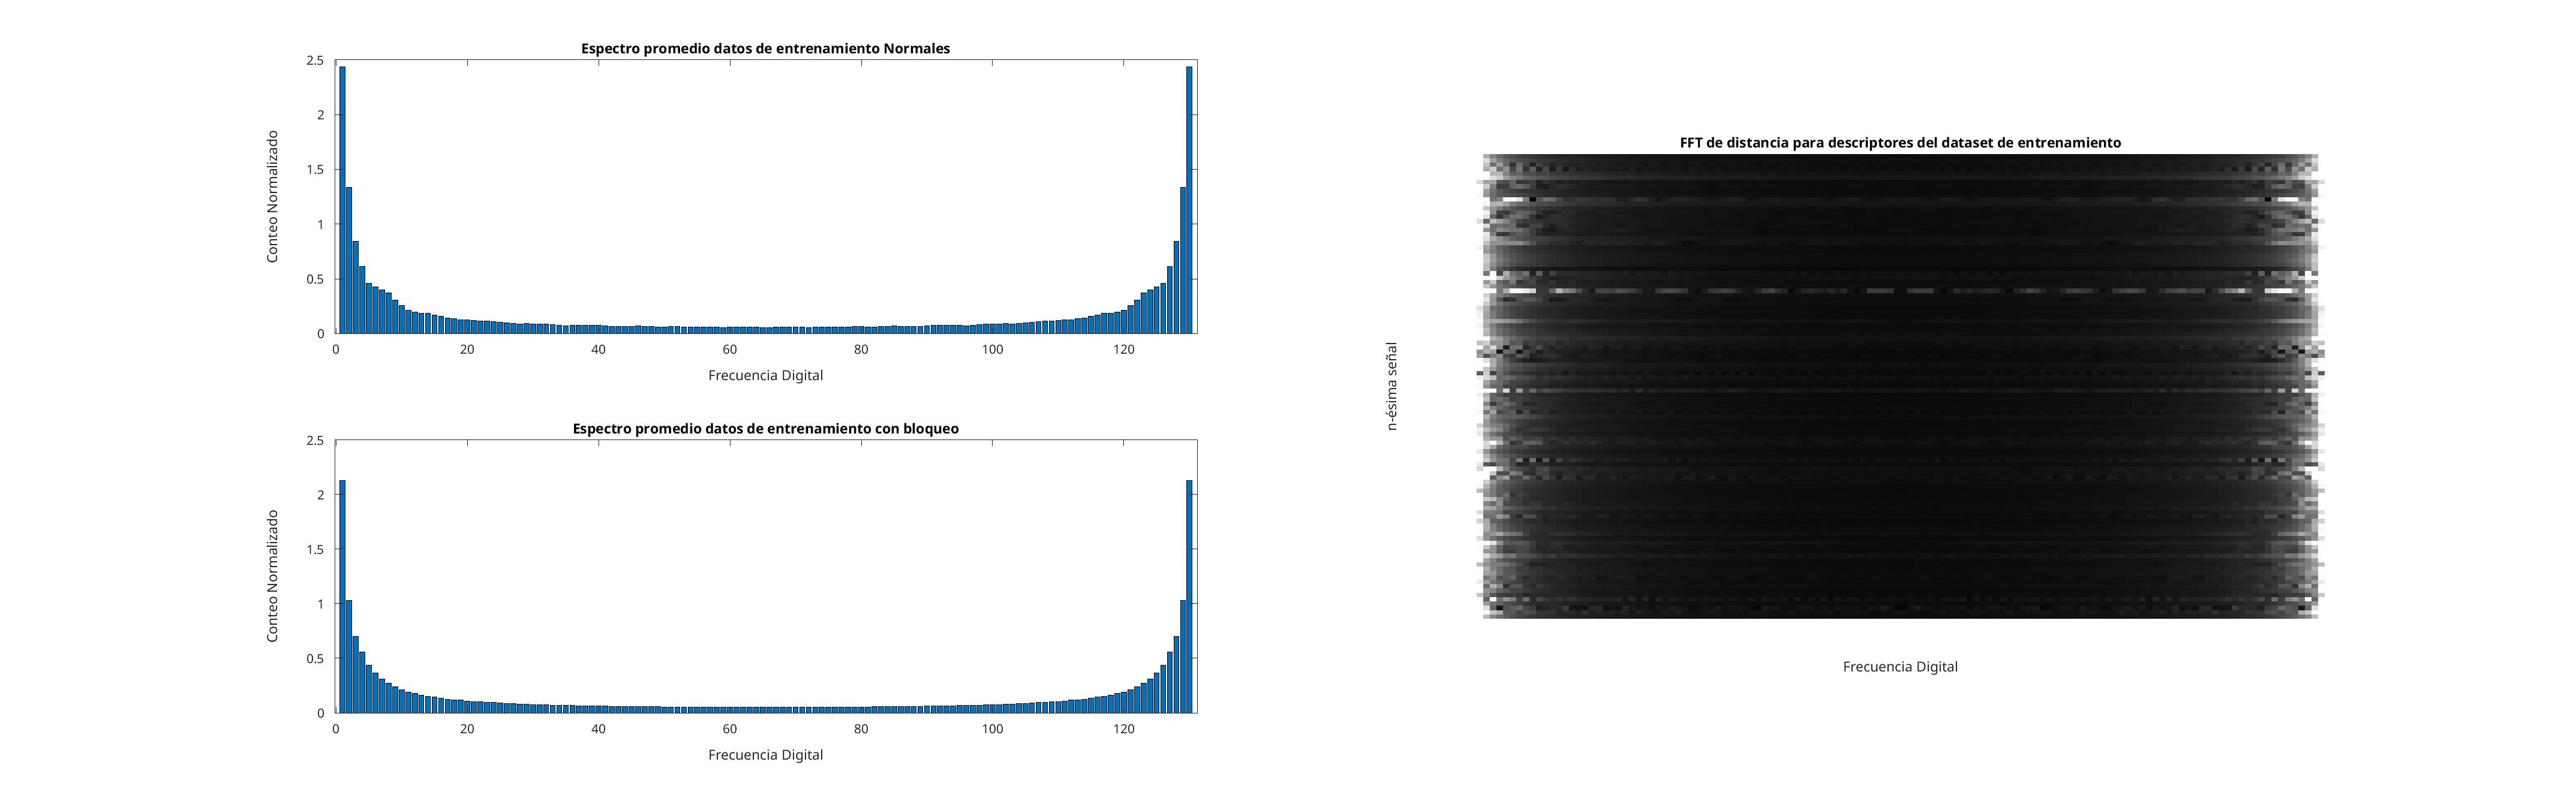 Espectro promedio datos de entrenamiento Normales
2.5
2
1.5
1
0.5
0
Conteo Normalizado
0 20 40 60 80 100 120
Frecuencia Digital
Espectro promedio datos de entrenamiento con bloqueo
2.5
2
1.5
1
0.5
0
Conteo Normalizado
0 20 40 60 80 100 120
Frecuencia Digital
FFT de distancia para descriptores del dataset de entrenamiento
n-ésima señal
Frecuencia Digital